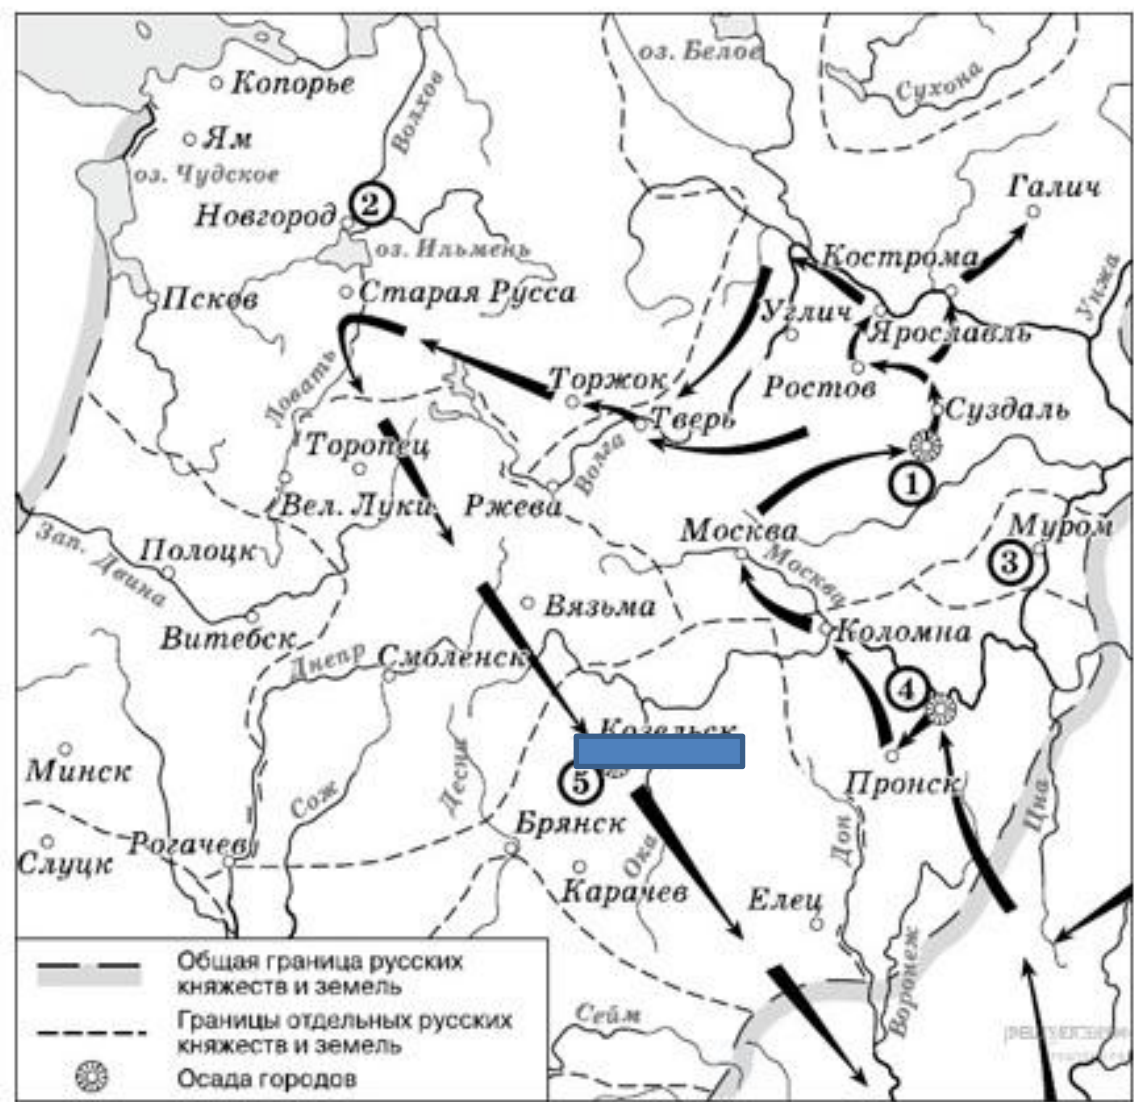 оз. Белое
Сухона
Копорье
Волхов
Ям
оз. Чудское
Галич
Новгород
2
оз. Ильмень
Кострома
Унжа
Псков
Старая Русса
Углич
Ярославль
Ловать
Торжок
Ростов
Тверь
Суздаль
Торопец
Волга
1
Вел. Луки
Ржева
Москва
Муром
Зап. Двина
Полоцк
Москва
3
Вязьма
Витебск
Коломна
Днепр
Смоленск
4
Козельск
Минск
Десна
5
Пронск
Цна
Сож
Брянск
Дон
Рогачев
Слуцк
Ока
Карачев
Елец
Воронеж
Общая граница русских
княжеств и земель
Сейм
Границы отдельных русских
княжеств и земель
Осада городов